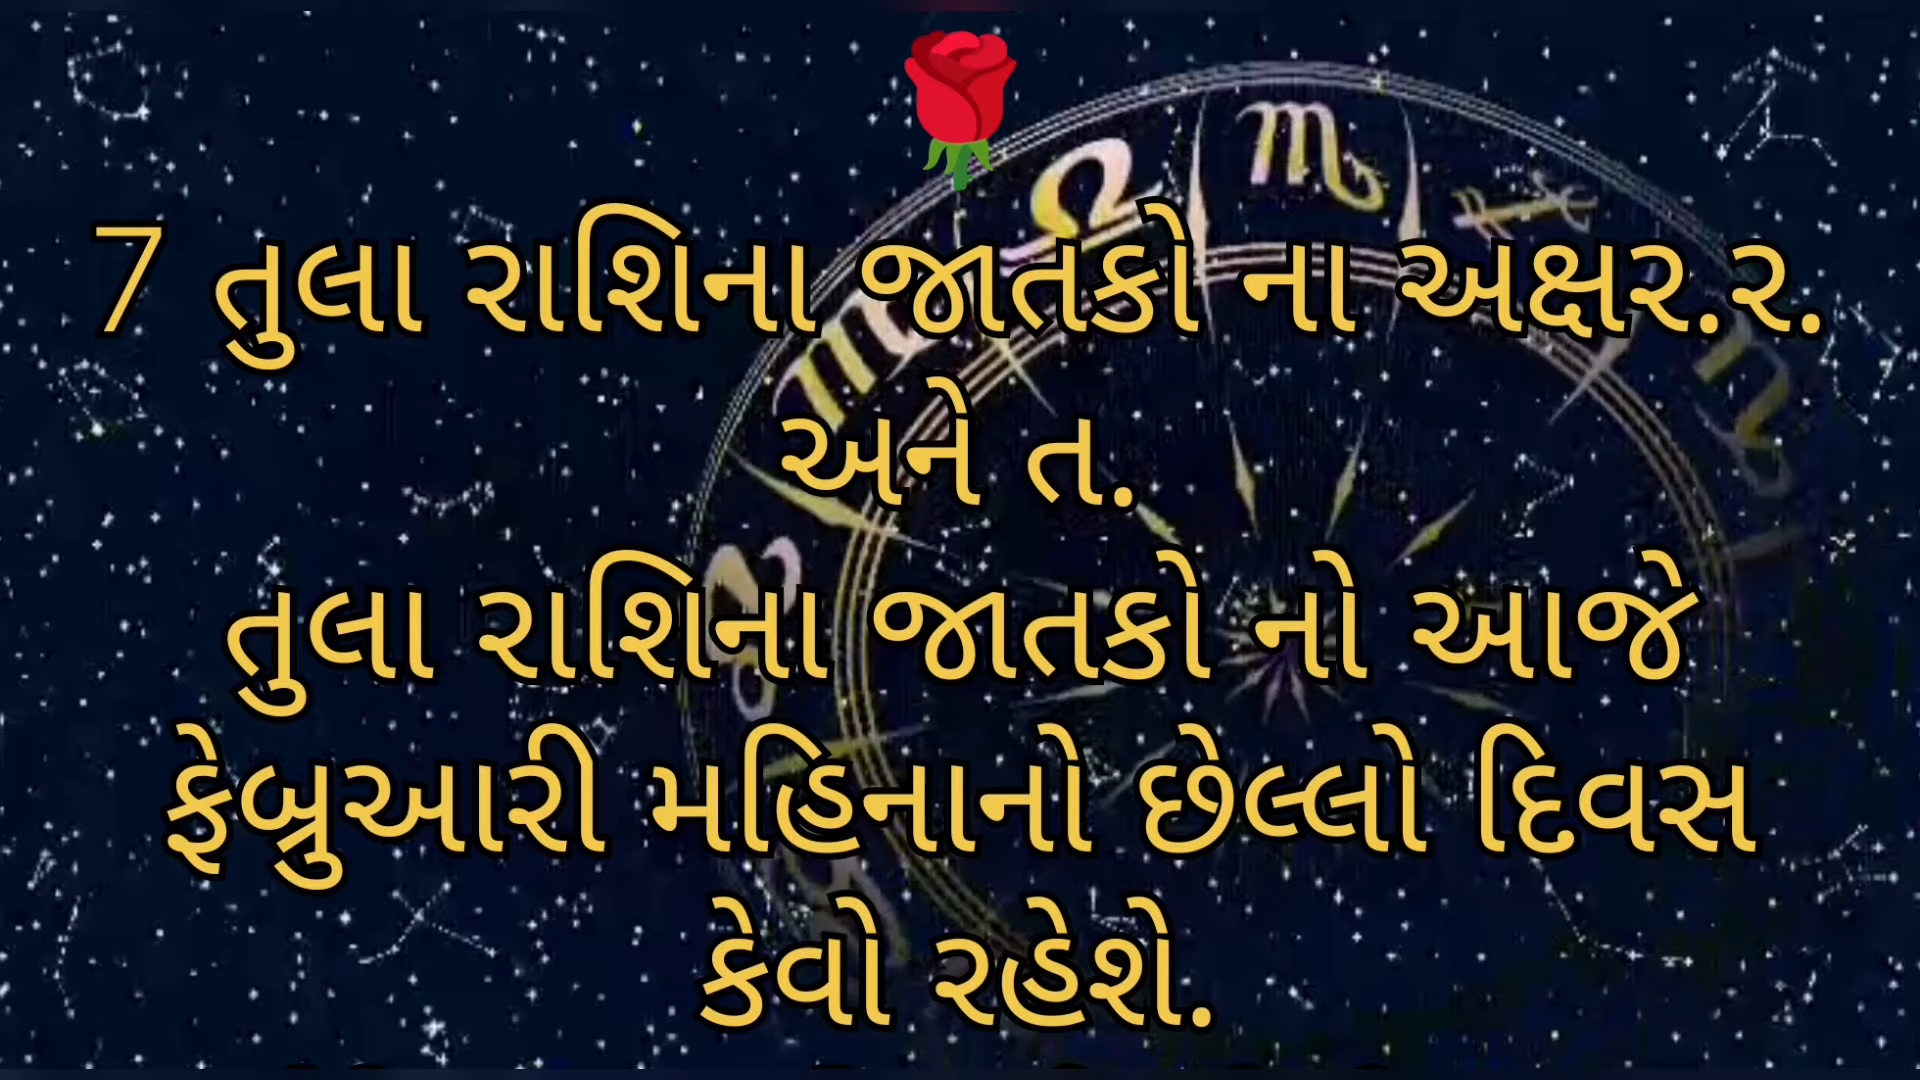 7 તુલા રાશિના જાતકો ના અક્ષર.ર.
અને ત.
તુલા રાશિના જાતકો નો આજે
ફેબ્રુઆરી મહિનાનો છેલ્લો દિવસ
કેવો રહેશે.